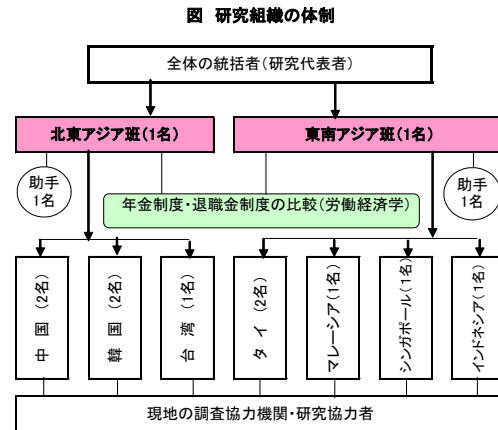 図 研究組織の体制
全体の統括者(研究代表者)
北東アジア班(1名)
東南アジア班(1名)
助手
1名
助手
1名
年金制度・退職金制度の比較(労働経済学)
中国(2名)
韓国(2名)
台湾(1名)
タイ(2名)
マレーシア(1名)
シンガポール(1名)
インドネシア(1名)
現地の調査協力機関・研究協力者